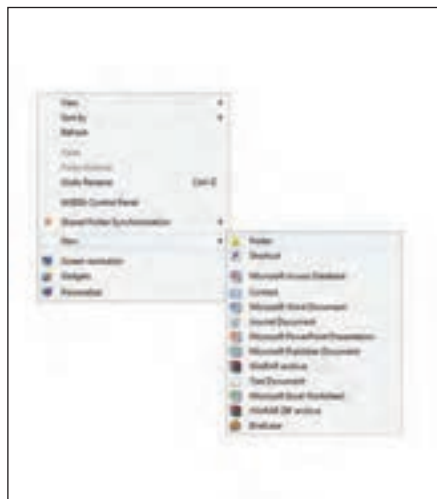 View
Sort by
Refresh
Paste
Paste shortcut
Undo Rename Ctrl+Z
NVIDIA Control Panel
Shared Folder Synchronization
New
Screen resolution
Gadgets
Personalize
Folder
Shortcut
Microsoft Access Database
Contact
Microsoft Word Document
Journal Document
Microsoft PowerPoint Presentation
Microsoft Publisher Document
WinRAR archive
Text Document
Microsoft Excel Worksheet
WinRAR ZIP archive
Briefcase